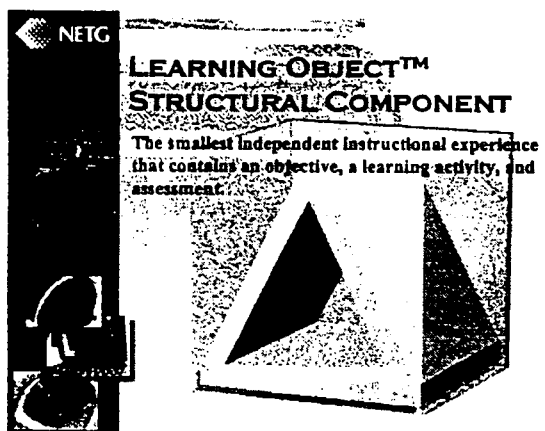 NETG
LEARNING OBJECT™
STRUCTURAL COMPONENT
The smallest independent instructional experience
that contains an objective, a learning activity, and
assessment.